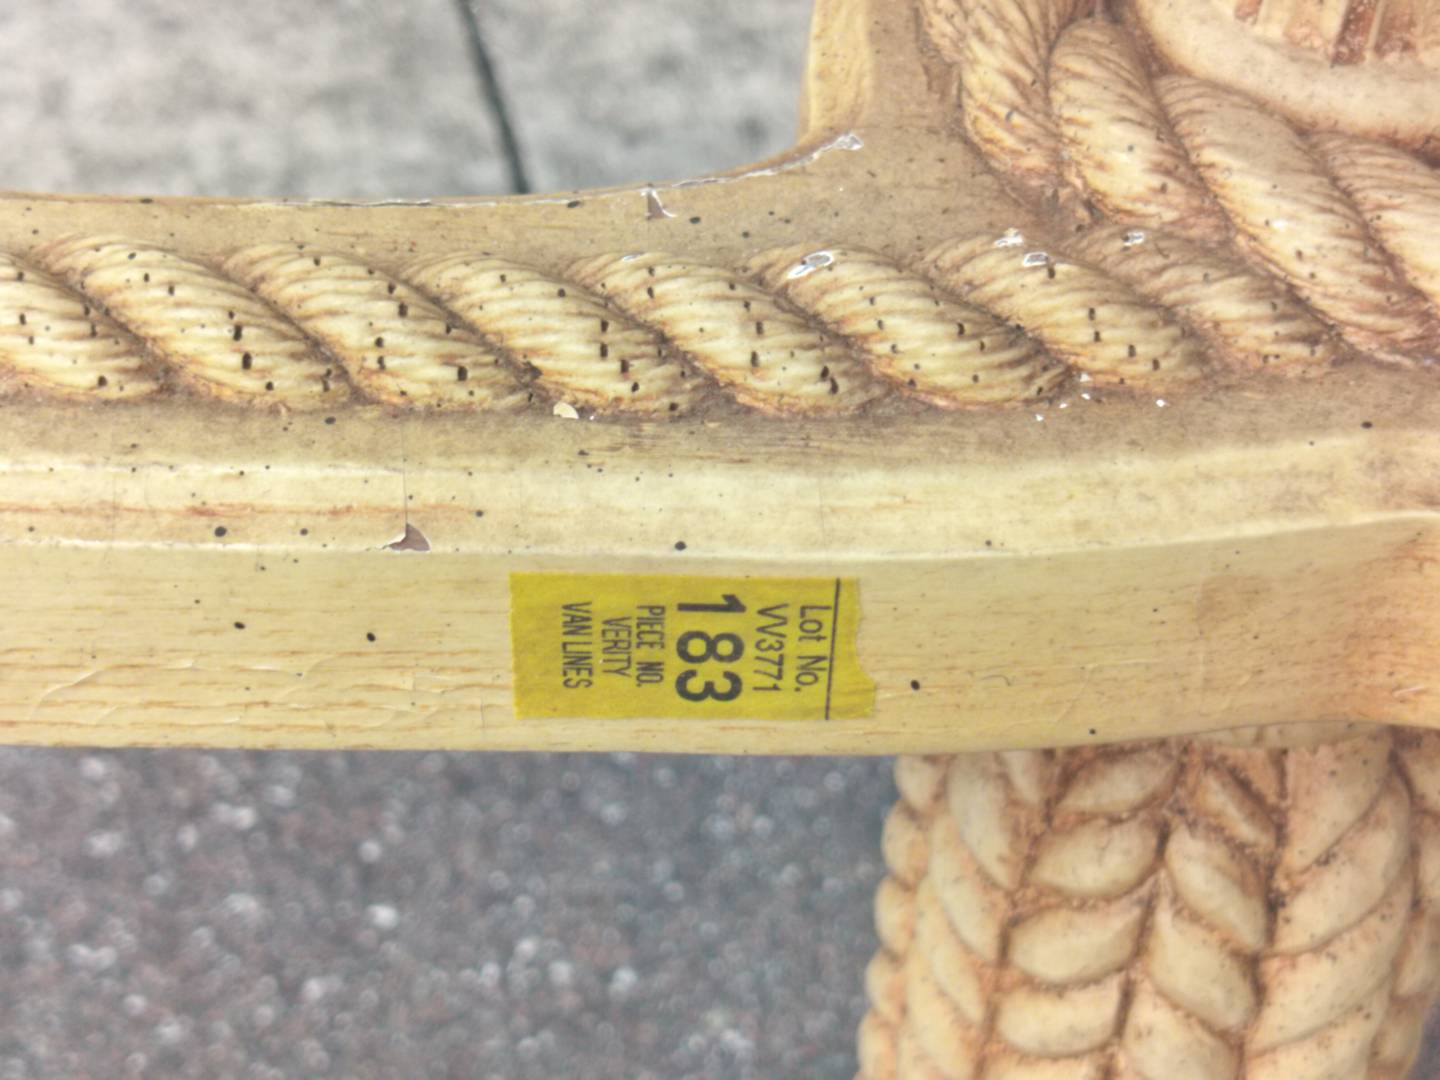 Lot No.
VV3771
183
PIECE NO.
VERITY
VAN LINES